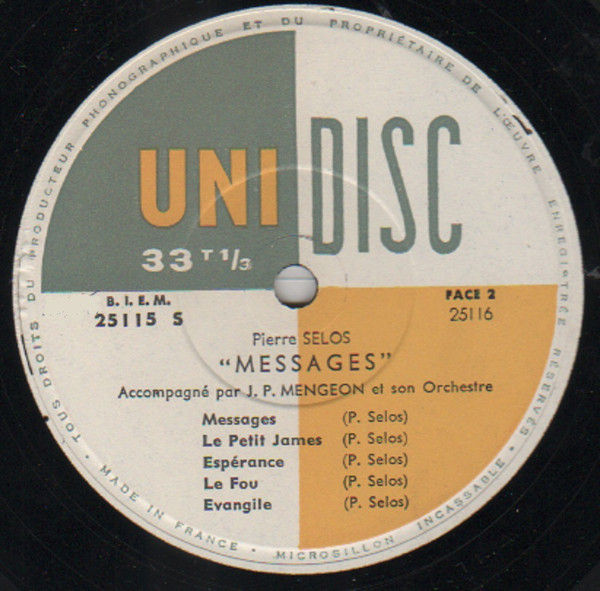 TOUS DROITS DU PRODUCTEUR PHONOGRAPHIQUE ET DU PROPRIÉTAIRE DE L'ŒUVRE ENREGISTRÉE RÉSERVÉS
UNI DISC
33 T 1/3
B. I. E. M.
25115 S
FACE 2
25116
Pierre SELOS
“MESSAGES”
Accompagné par J. P. MENGEON et son Orchestre
Messages (P. Selos)
Le Petit James (P. Selos)
Espérance (P. Selos)
Le Fou (P. Selos)
Evangile (P. Selos)
• MADE IN FRANCE • MICROSILLON INCASSABLE •